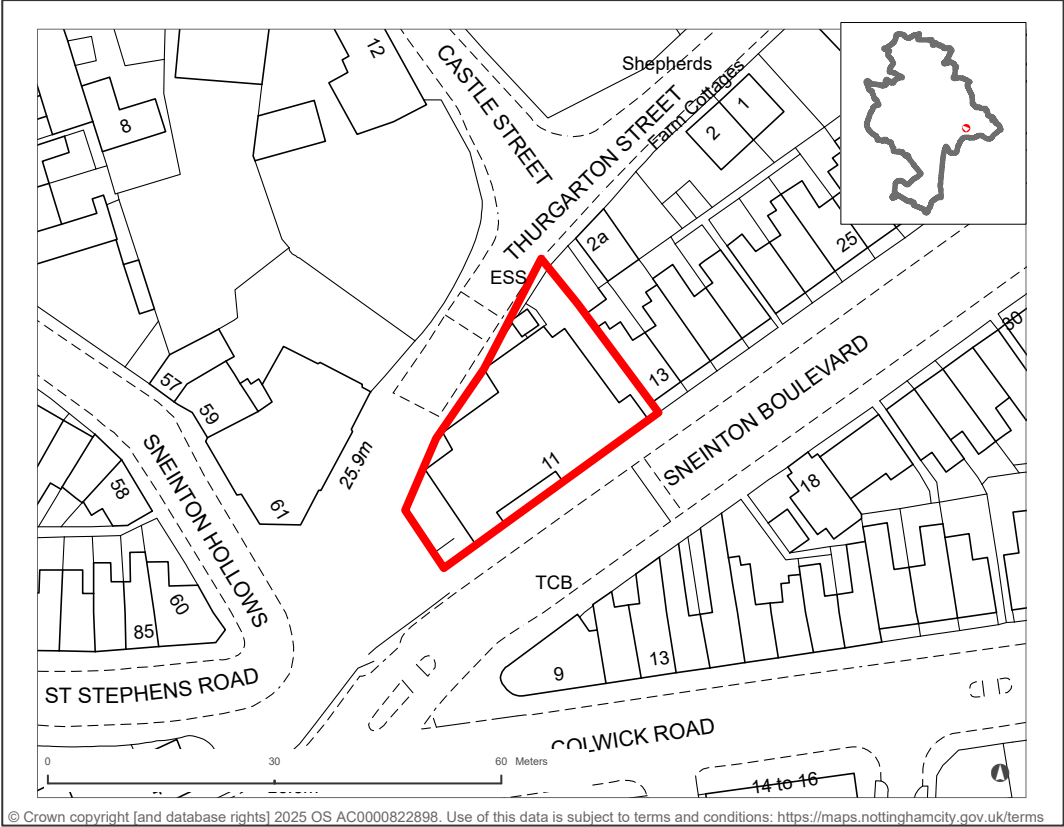 12
CASTLE STREET
Shepherds
Farm Cottages
1
2
8
THURGARTON STREET
2a
25
ESS
30
57
59
13
SNEINTON BOULEVARD
25.9m
11
18
58
61
SNEINTON HOLLOWS
60
85
TCB
13
9
ST STEPHENS ROAD
COLWICK ROAD
0 30 60 Meters
14 to 16
© Crown copyright [and database rights] 2025 OS AC0000822898. Use of this data is subject to terms and conditions: https://maps.nottinghamcity.gov.uk/terms